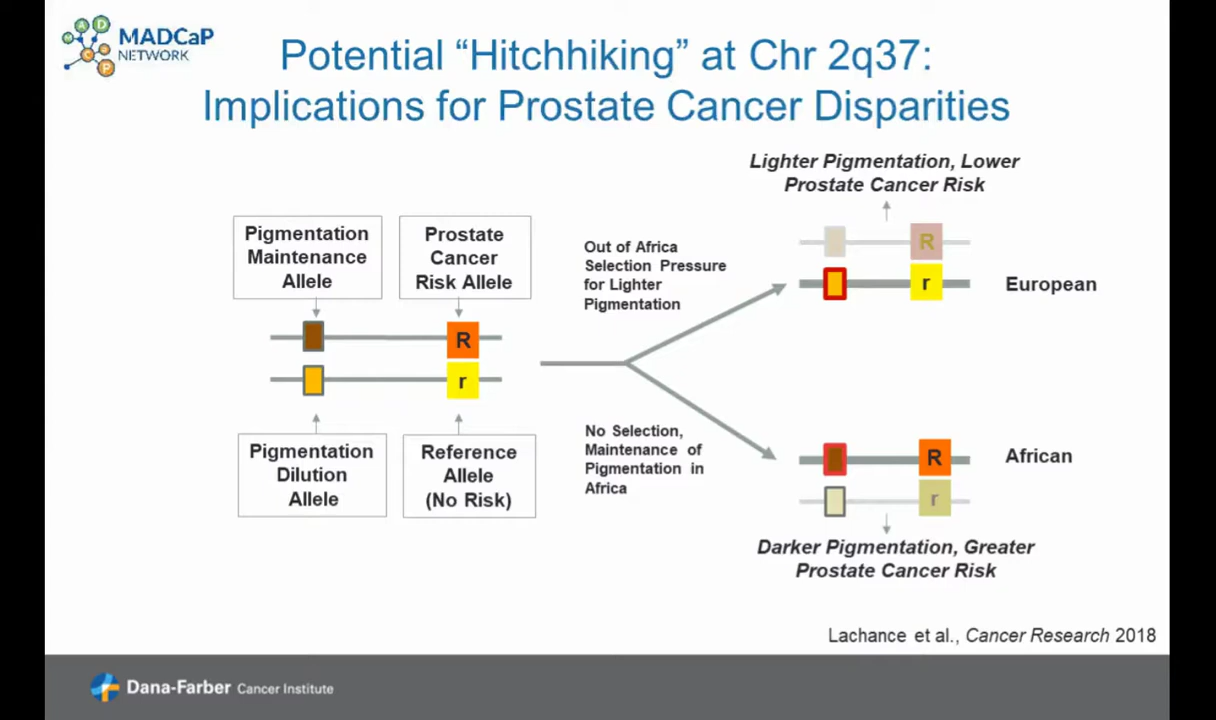 MADCaP
NETWORK
M A D C a P
Potential “Hitchhiking” at Chr 2q37:
Implications for Prostate Cancer Disparities
Pigmentation
Maintenance
Allele
Prostate
Cancer
Risk Allele
R
r
Pigmentation
Dilution
Allele
Reference
Allele
(No Risk)
Out of Africa
Selection Pressure
for Lighter
Pigmentation
No Selection,
Maintenance of
Pigmentation in
Africa
Lighter Pigmentation, Lower
Prostate Cancer Risk
R
r
European
R
African
r
Darker Pigmentation, Greater
Prostate Cancer Risk
Lachance et al., Cancer Research 2018
Dana-Farber Cancer Institute